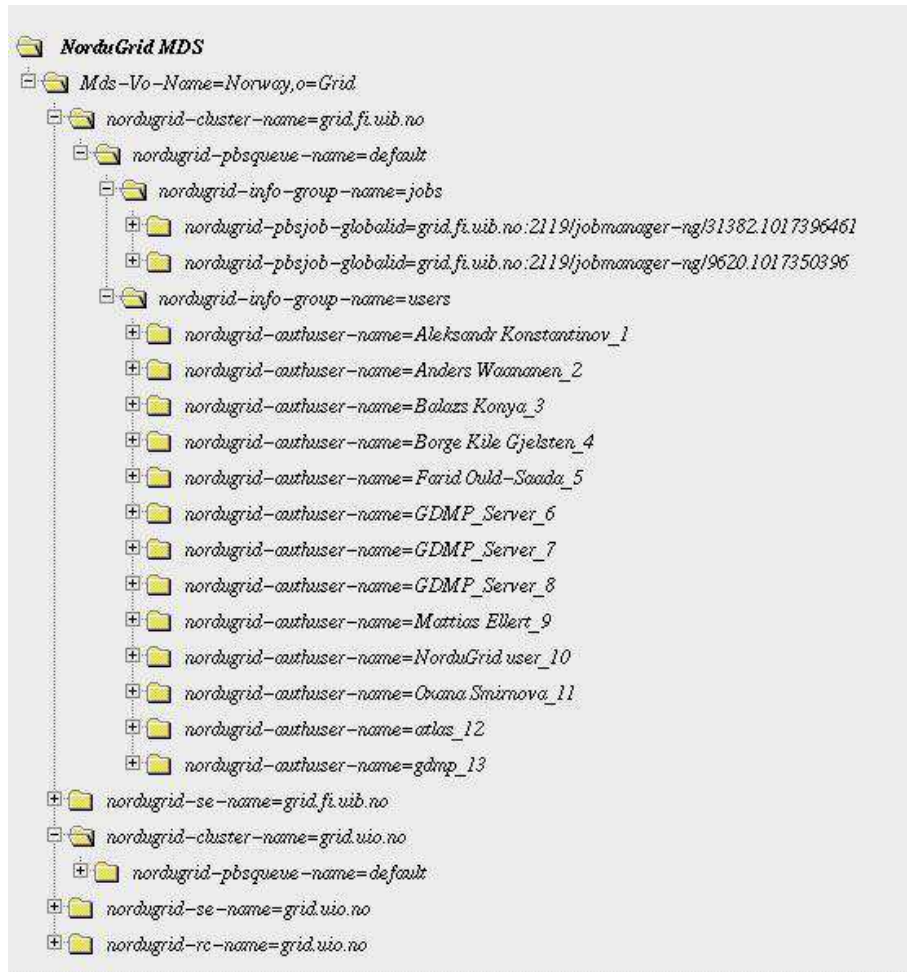 NorduGrid MDS
Mds-Vo-Name=Norway,o=Grid
nordugrid-cluster-name=grid.fi.uib.no
nordugrid-pbsqueue-name=default
nordugrid-info-group-name=jobs
nordugrid-pbsjob-globalid=grid.fi.uib.no:2119/jobmanager-ng/31382.1017396461
nordugrid-pbsjob-globalid=grid.fi.uib.no:2119/jobmanager-ng/9620.1017350396
nordugrid-info-group-name=users
nordugrid-authuser-name=Aleksandr Konstantinov_1
nordugrid-authuser-name=Anders Waananen_2
nordugrid-authuser-name=Balazs Konya_3
nordugrid-authuser-name=Borge Kile Gjelsten_4
nordugrid-authuser-name=Farid Ould-Saada_5
nordugrid-authuser-name=GDMP_Server_6
nordugrid-authuser-name=GDMP_Server_7
nordugrid-authuser-name=GDMP_Server_8
nordugrid-authuser-name=Mattias Ellert_9
nordugrid-authuser-name=NorduGrid user_10
nordugrid-authuser-name=Oxana Smirnova_11
nordugrid-authuser-name=atlas_12
nordugrid-authuser-name=gdmp_13
nordugrid-se-name=grid.fi.uib.no
nordugrid-cluster-name=grid.uio.no
nordugrid-pbsqueue-name=default
nordugrid-se-name=grid.uio.no
nordugrid-rc-name=grid.uio.no